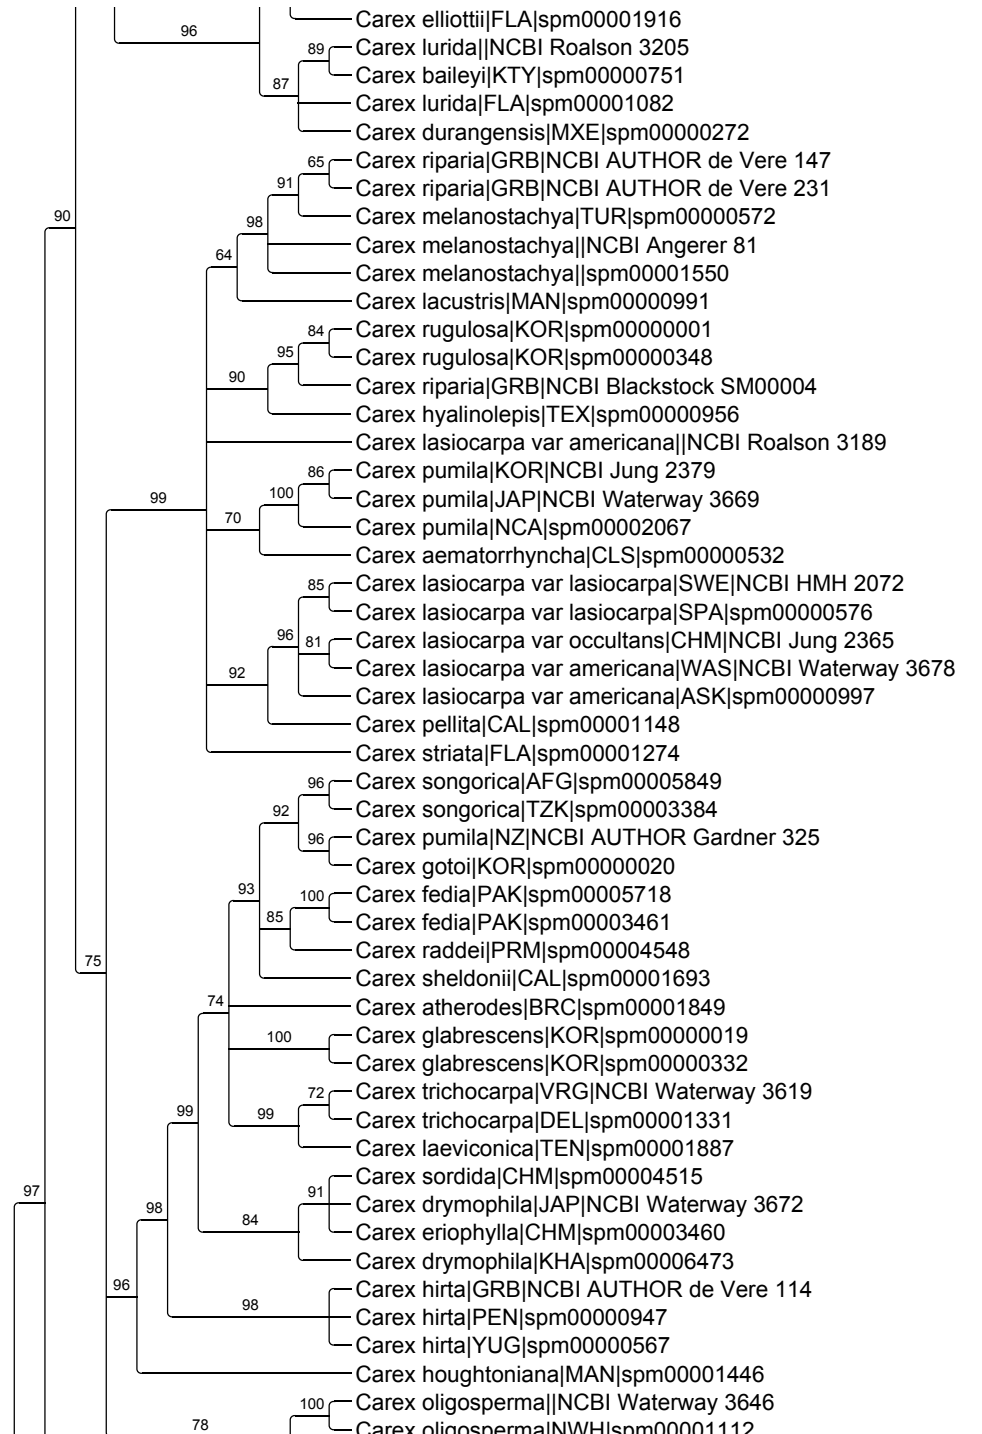 Carex elliottii|FLA|spm00001916
96
89 Carex lurida||NCBI Roalson 3205
Carex baileyi|KTY|spm00000751
87
Carex lurida|FLA|spm00001082
Carex durangensis|MXE|spm00000272
65 Carex riparia|GRB|NCBI AUTHOR de Vere 147
91 Carex riparia|GRB|NCBI AUTHOR de Vere 231
90 98 Carex melanostachya|TUR|spm00000572
Carex melanostachya||NCBI Angerer 81
64 Carex melanostachya||spm00001550
Carex lacustris|MAN|spm00000991
84 Carex rugulosa|KOR|spm00000001
95 Carex rugulosa|KOR|spm00000348
90 Carex riparia|GRB|NCBI Blackstock SM00004
Carex hyalinolepis|TEX|spm00000956
Carex lasiocarpa var americana||NCBI Roalson 3189
86 Carex pumila|KOR|NCBI Jung 2379
99 100 Carex pumila|JAP|NCBI Waterway 3669
70 Carex pumila|NCA|spm00002067
Carex aematorrhyncha|CLS|spm00000532
85 Carex lasiocarpa var lasiocarpa|SWE|NCBI HMH 2072
Carex lasiocarpa var lasiocarpa|SPA|spm00000576
96 81 Carex lasiocarpa var occultans|CHM|NCBI Jung 2365
92 Carex lasiocarpa var americana|WAS|NCBI Waterway 3678
Carex lasiocarpa var americana|ASK|spm00000997
Carex pellita|CAL|spm00001148
Carex striata|FLA|spm00001274
96 Carex songorica|AFG|spm00005849
92 Carex songorica|TZK|spm00003384
96 Carex pumila|NZ|NCBI AUTHOR Gardner 325
Carex gotoi|KOR|spm00000020
93 100 Carex fedia|PAK|spm00005718
85 Carex fedia|PAK|spm00003461
75 Carex raddei|PRM|spm00004548
Carex sheldonii|CAL|spm00001693
74 Carex atherodes|BRC|spm00001849
100 Carex glabrescens|KOR|spm00000019
Carex glabrescens|KOR|spm00000332
72 Carex trichocarpa|VRG|NCBI Waterway 3619
99 99 Carex trichocarpa|DEL|spm00001331
Carex laeviconica|TEN|spm00001887
Carex sordida|CHM|spm00004515
97 98 91 Carex drymophila|JAP|NCBI Waterway 3672
84 Carex eriophylla|CHM|spm00003460
Carex drymophila|KHA|spm00006473
96 Carex hirta|GRB|NCBI AUTHOR de Vere 114
98 Carex hirta|PEN|spm00000947
Carex hirta|YUG|spm00000567
Carex houghtoniana|MAN|spm00001446
100 Carex oligosperma||NCBI Waterway 3646
78 Carex oligosperma|NWH|spm00001112